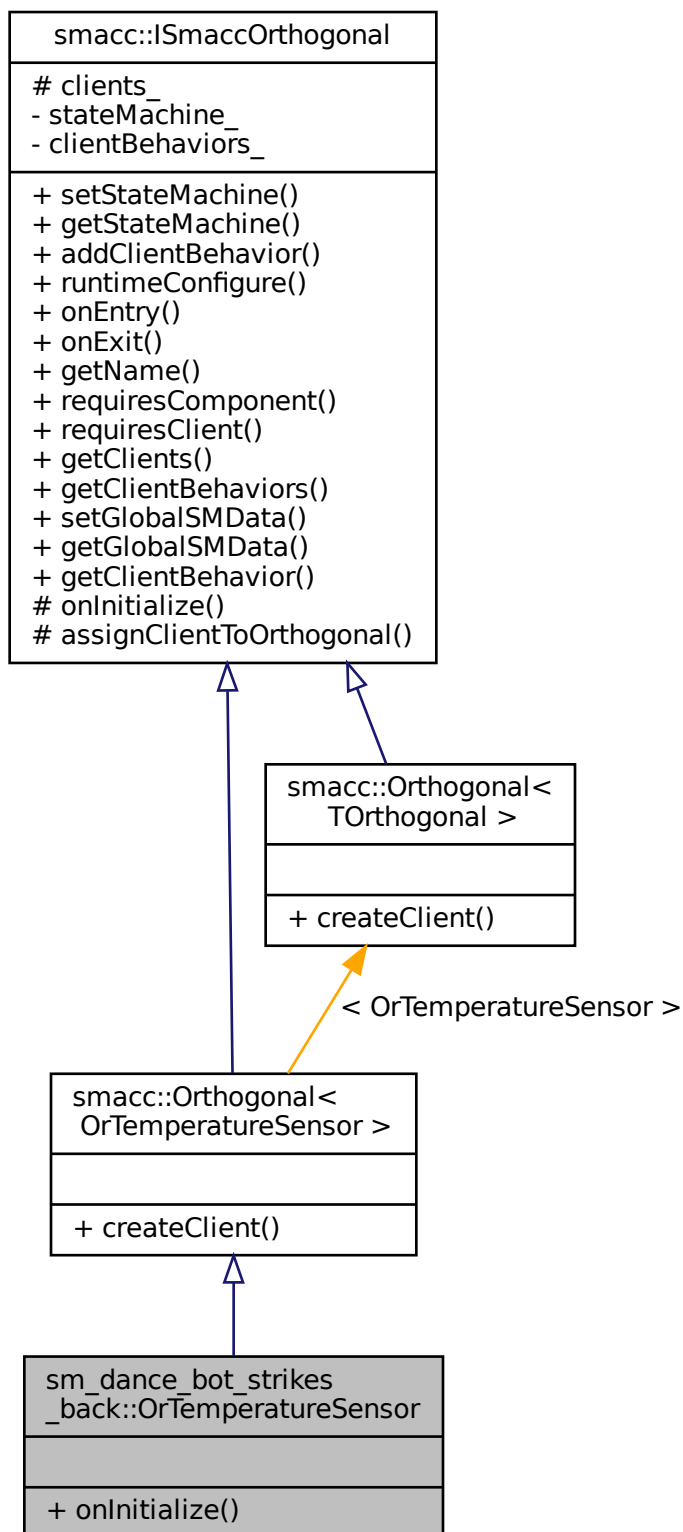 smacc::ISmaccOrthogonal
# clients_
- stateMachine_
- clientBehaviors_
+ setStateMachine()
+ getStateMachine()
+ addClientBehavior()
+ runtimeConfigure()
+ onEntry()
+ onExit()
+ getName()
+ requiresComponent()
+ requiresClient()
+ getClients()
+ getClientBehaviors()
+ setGlobalSMData()
+ getGlobalSMData()
+ getClientBehavior()
# onInitialize()
# assignClientToOrthogonal()
smacc::Orthogonal<
TOrthogonal >
+ createClient()
< OrTemperatureSensor >
smacc::Orthogonal<
OrTemperatureSensor >
+ createClient()
sm_dance_bot_strikes
_back::OrTemperatureSensor
+ onInitialize()